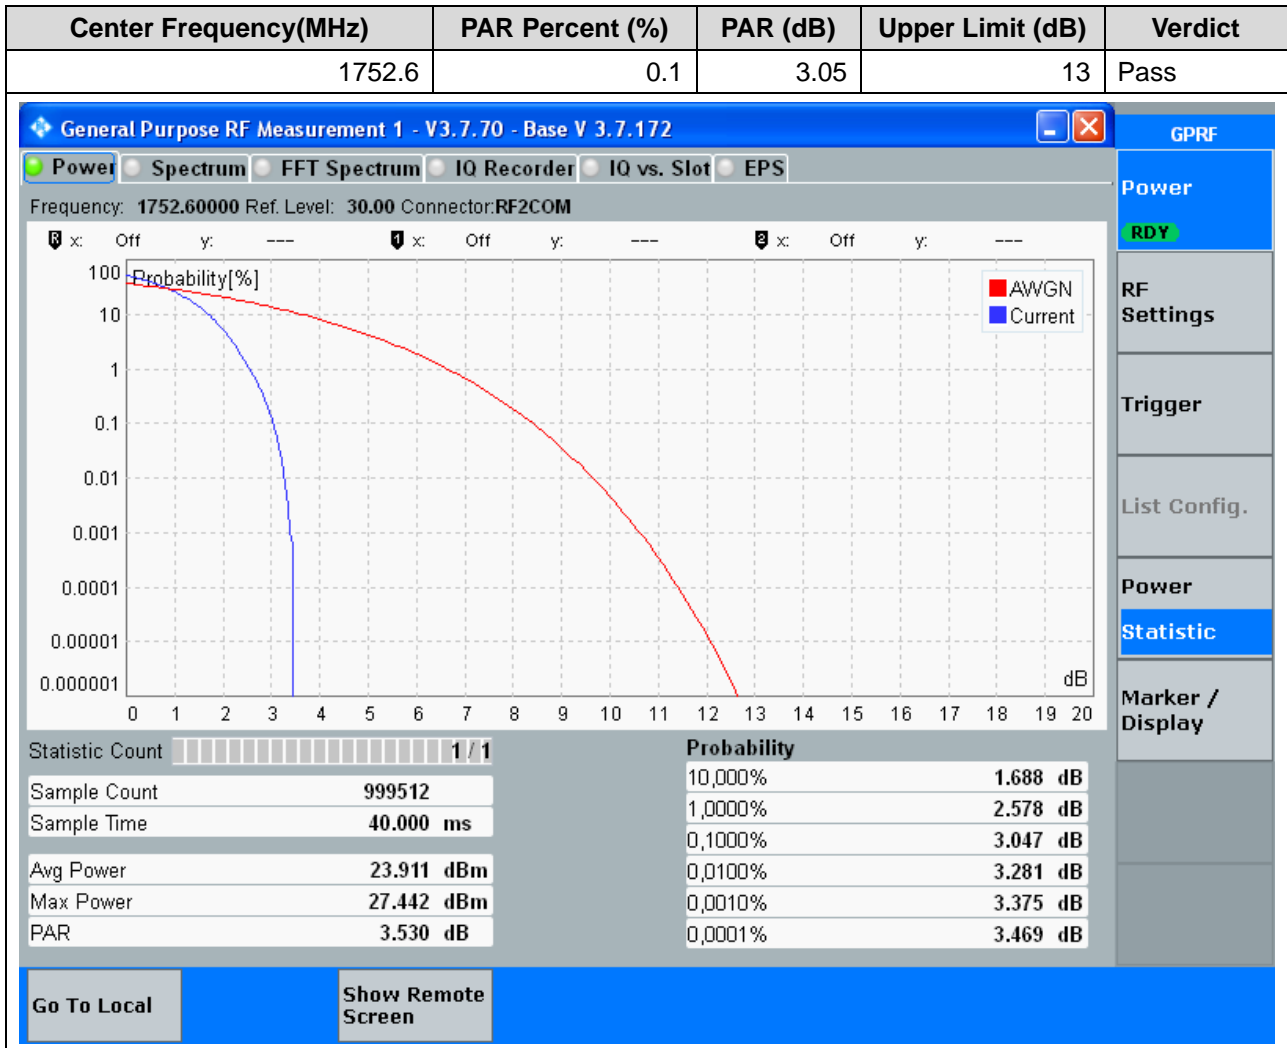 Center Frequency(MHz) PAR Percent (%) PAR (dB) Upper Limit (dB) Verdict
1752.6 0.1 3.05 13 Pass
General Purpose RF Measurement 1 - V3.7.70 - Base V 3.7.172
GPRF
Power Spectrum FFT Spectrum IQ Recorder IQ vs. Slot EPS
Frequency: 1752.60000 Ref. Level: 30.00 Connector:RF2COM
R x: Off y: --- 1 x: Off y: --- 2 x: Off y: ---
Probability[%]
AWGN
Current
100
10
1
0.1
0.01
0.001
0.0001
0.00001
0.000001
dB
0 1 2 3 4 5 6 7 8 9 10 11 12 13 14 15 16 17 18 19 20
Statistic Count 1 / 1
Sample Count 999512
Sample Time 40.000 ms
Avg Power 23.911 dBm
Max Power 27.442 dBm
PAR 3.530 dB
Probability
10,000% 1.688 dB
1,0000% 2.578 dB
0,1000% 3.047 dB
0,0100% 3.281 dB
0,0010% 3.375 dB
0,0001% 3.469 dB
Power
RDY
RF
Settings
Trigger
List Config.
Power
Statistic
Marker /
Display
Go To Local
Show Remote
Screen